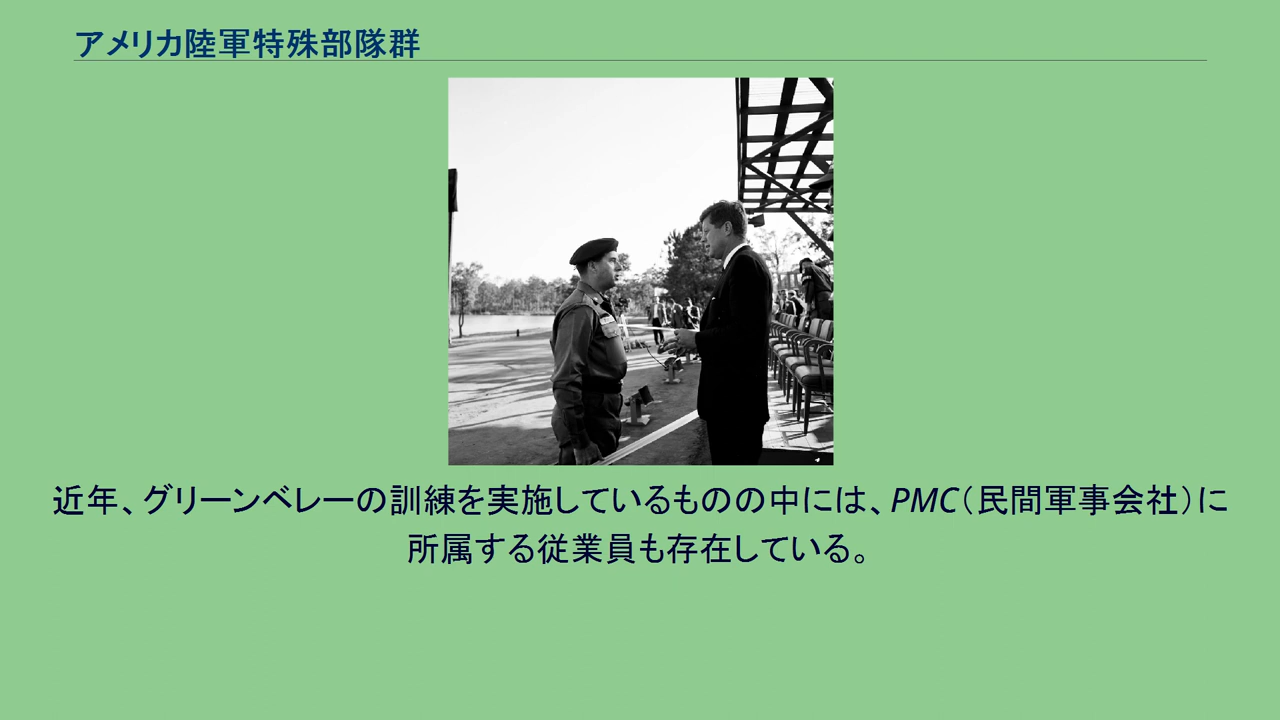 アメリカ陸軍特殊部隊群
近年、グリーンベレーの訓練を実施しているものの中には、PMC（民間軍事会社）に
所属する従業員も存在している。